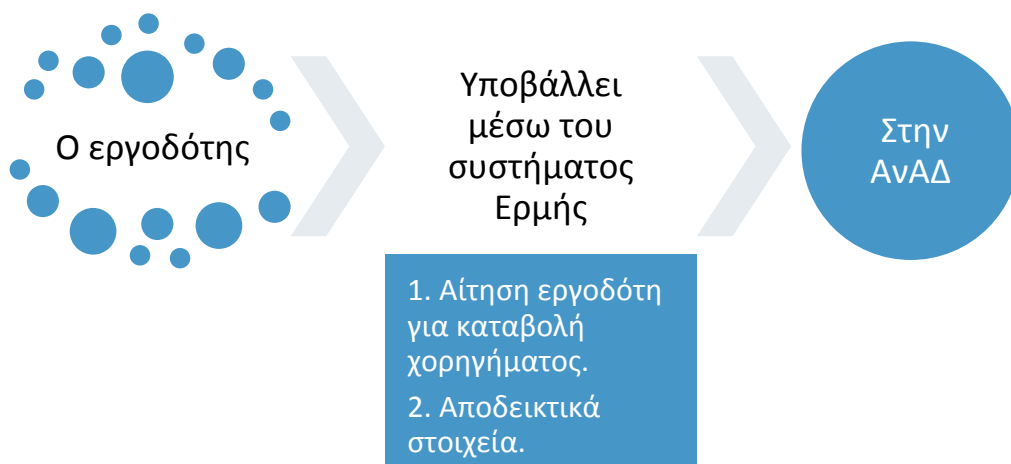 Ο εργοδότης
Υποβάλλει
μέσω του
συστήματος
Ερμής
Στην
ΑνΑΔ
1. Αίτηση εργοδότη
για καταβολή
χορηγήματος.
2. Αποδεικτικά
στοιχεία.